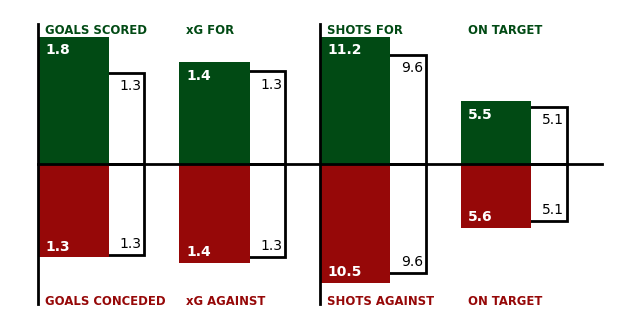 GOALS SCORED xG FOR SHOTS FOR ON TARGET
1.8 1.3 1.4 1.3 11.2 9.6 5.5 5.1
1.3 1.3 1.4 1.3 10.5 9.6 5.6 5.1
GOALS CONCEDED xG AGAINST SHOTS AGAINST ON TARGET